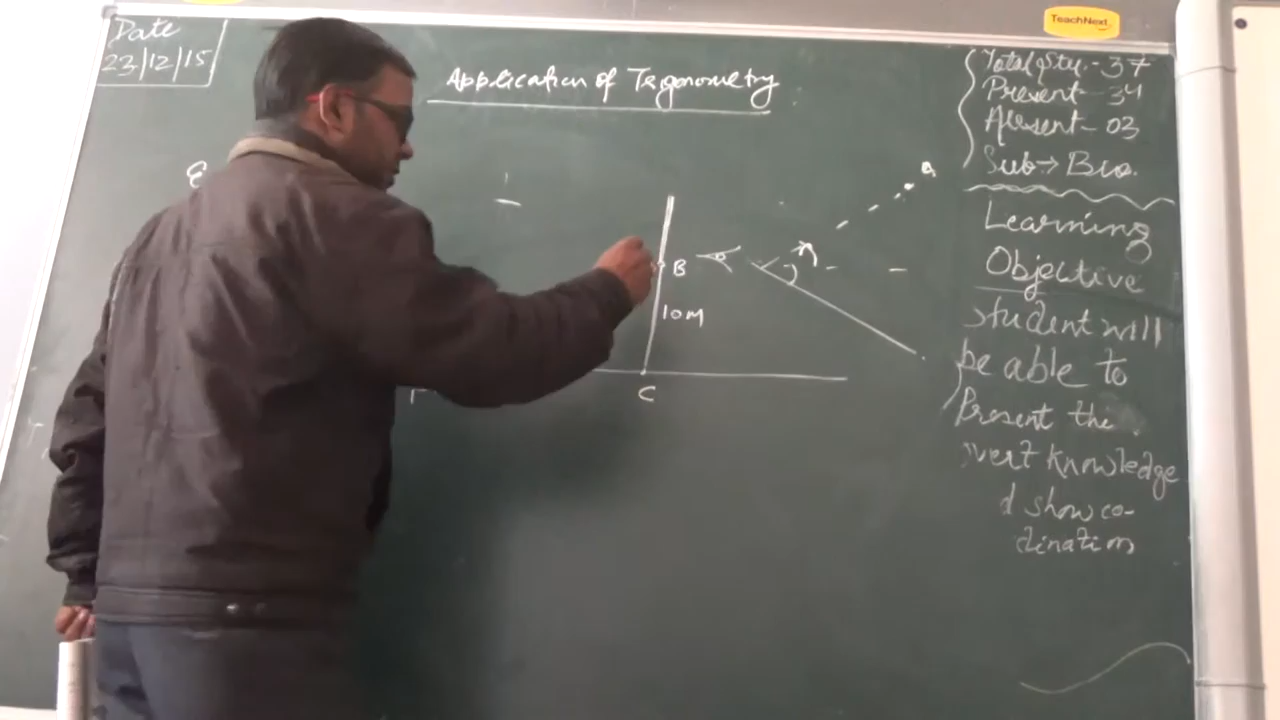 TeachNext
Date
23/12/15
Application of Trigonometry
Total Stu.- 37
Present- 34
Absent- 03
Sub→ Bio.
Learning
Objective
student will
be able to
Present the
knowledge
show co-
dination
E
B
10M
C